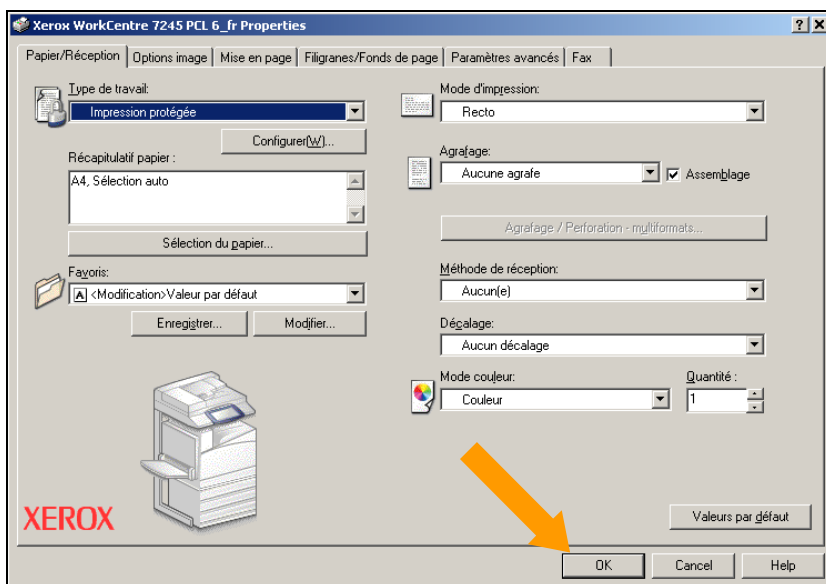 Xerox WorkCentre 7245 PCL 6_fr Properties
Papier/Réception
Options image
Mise en page
Filigranes/Fonds de page
Paramètres avancés
Fax
Type de travail:
Impression protégée
Configurer(W)...
Récapitulatif papier :
A4, Sélection auto
Sélection du papier...
Favoris:
A <Modification>Valeur par défaut
Enregistrer...
Modifier...
XEROX
Mode d'impression:
Recto
Agrafage:
Aucune agrafe
Assemblage
Agrafage / Perforation - multiformats...
Méthode de réception:
Aucun(e)
Décalage:
Aucun décalage
Mode couleur:
Couleur
Quantité :
1
Valeurs par défaut
OK
Cancel
Help